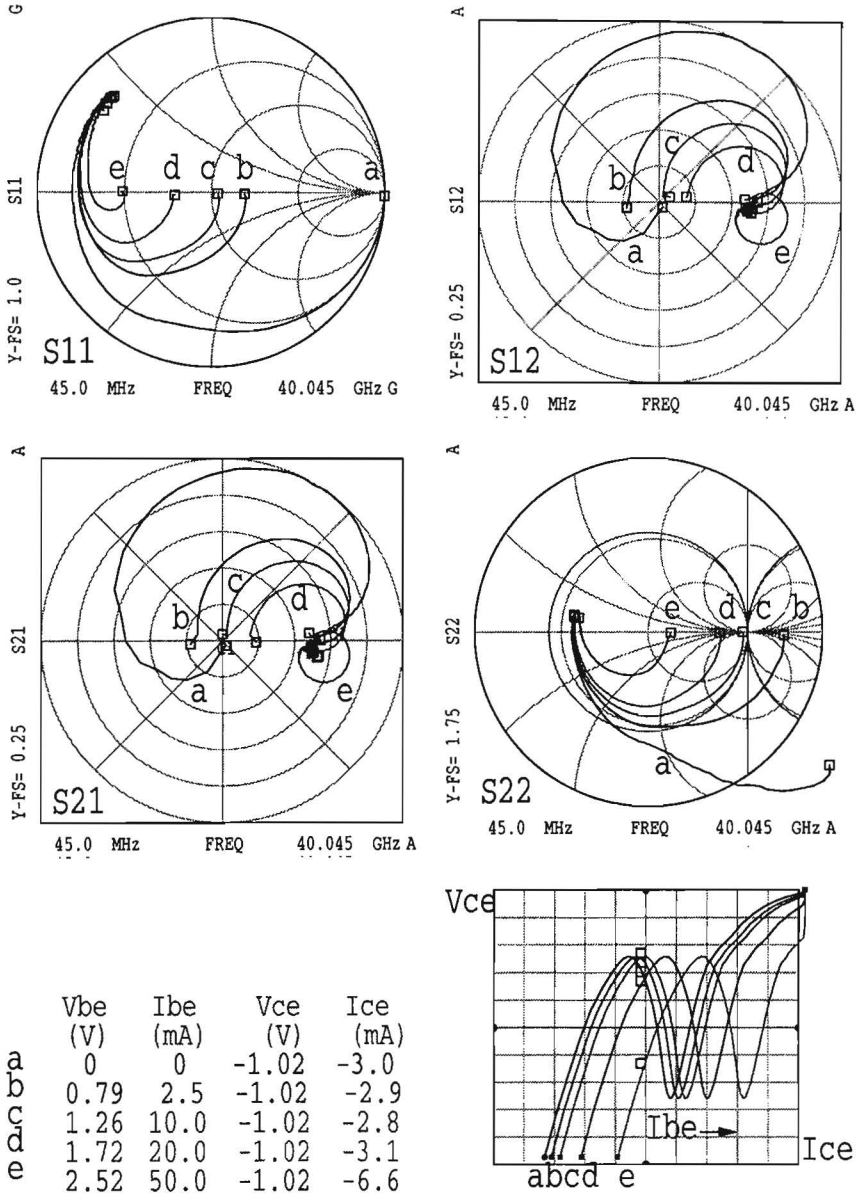 G
S11
Y-FS= 1.0
e d c b a
S11
45.0 MHz FREQ 40.045 GHz G
A
S12
Y-FS= 0.25
c
b
d
a
e
S12
45.0 MHz FREQ 40.045 GHz A
A
S21
Y-FS= 0.25
c
b
d
a
e
S21
45.0 MHz FREQ 40.045 GHz A
A
S22
Y-FS= 1.75
e d c b
a
S22
45.0 MHz FREQ 40.045 GHz A
Vbe Ibe Vce Ice
(V) (mA) (V) (mA)
a 0 0 -1.02 -3.0
b 0.79 2.5 -1.02 -2.9
c 1.26 10.0 -1.02 -2.8
d 1.72 20.0 -1.02 -3.1
e 2.52 50.0 -1.02 -6.6
Vce
Ibe
Ice
abcd e